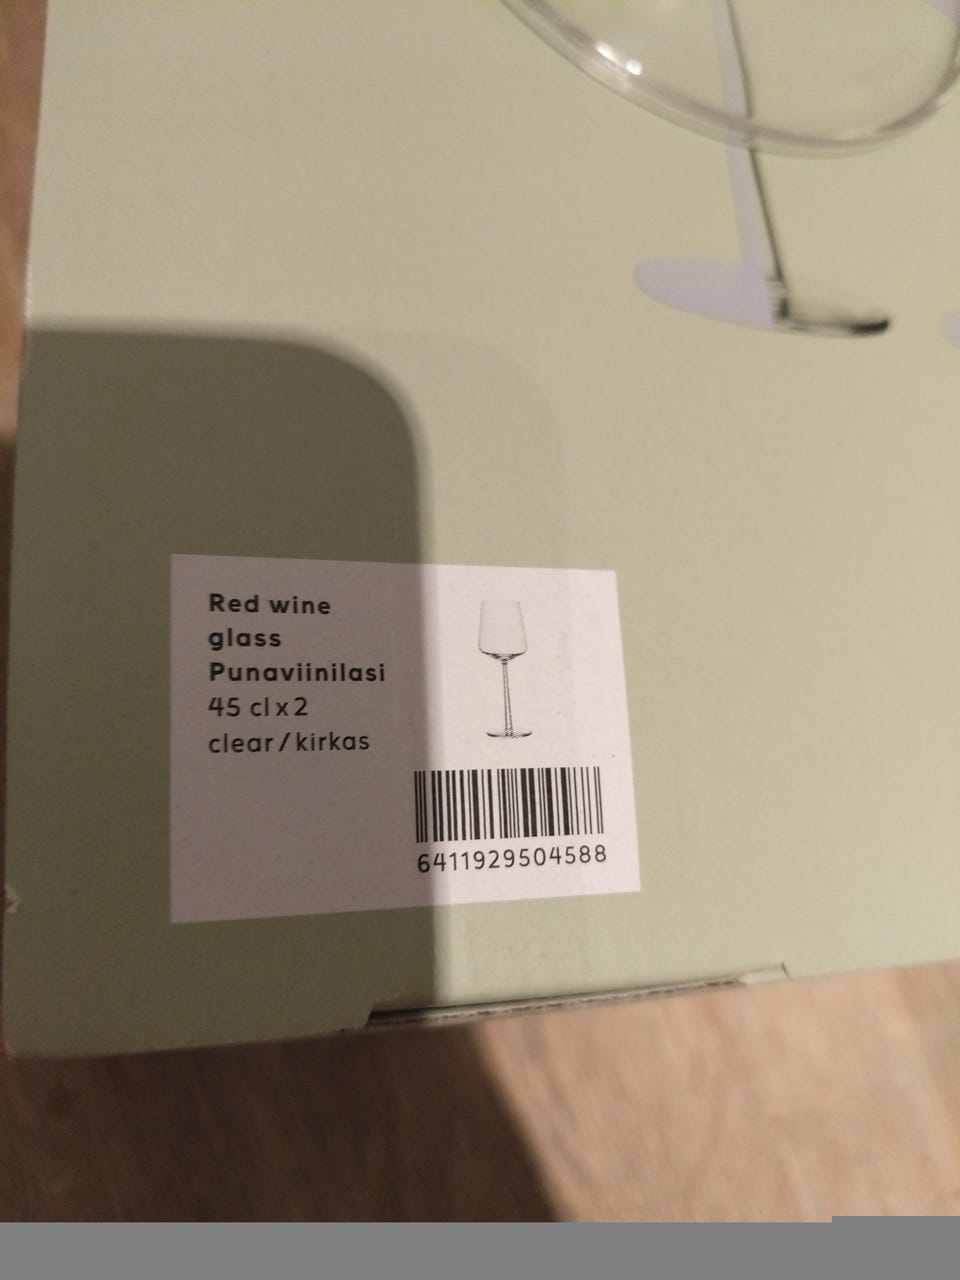 Red wine
glass
Punaviinilasi
45 cl x 2
clear / kirkas
6411929504588